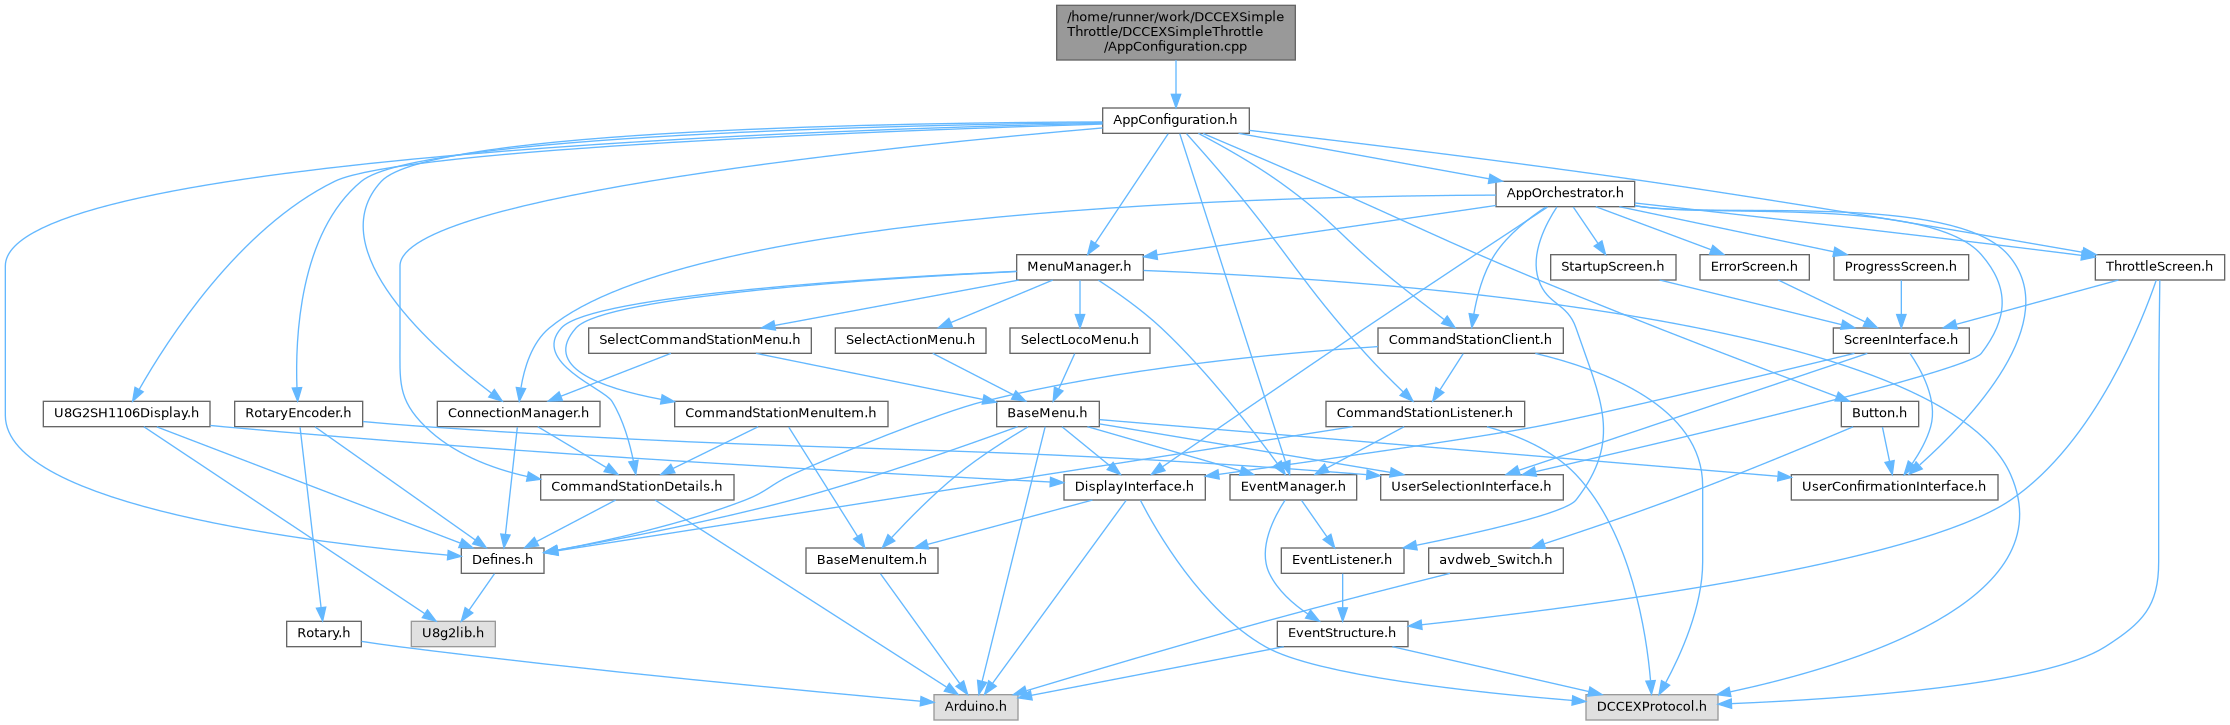 /home/runner/work/DCCEXSimple
Throttle/DCCEXSimpleThrottle
/AppConfiguration.cpp
AppConfiguration.h
AppOrchestrator.h
MenuManager.h
StartupScreen.h
ErrorScreen.h
ProgressScreen.h
ThrottleScreen.h
SelectCommandStationMenu.h
SelectActionMenu.h
SelectLocoMenu.h
CommandStationClient.h
ScreenInterface.h
U8G2SH1106Display.h
RotaryEncoder.h
ConnectionManager.h
CommandStationMenuItem.h
BaseMenu.h
CommandStationListener.h
Button.h
CommandStationDetails.h
DisplayInterface.h
EventManager.h
UserSelectionInterface.h
UserConfirmationInterface.h
Defines.h
BaseMenuItem.h
EventListener.h
avdweb_Switch.h
Rotary.h
U8g2lib.h
EventStructure.h
Arduino.h
DCCEXProtocol.h